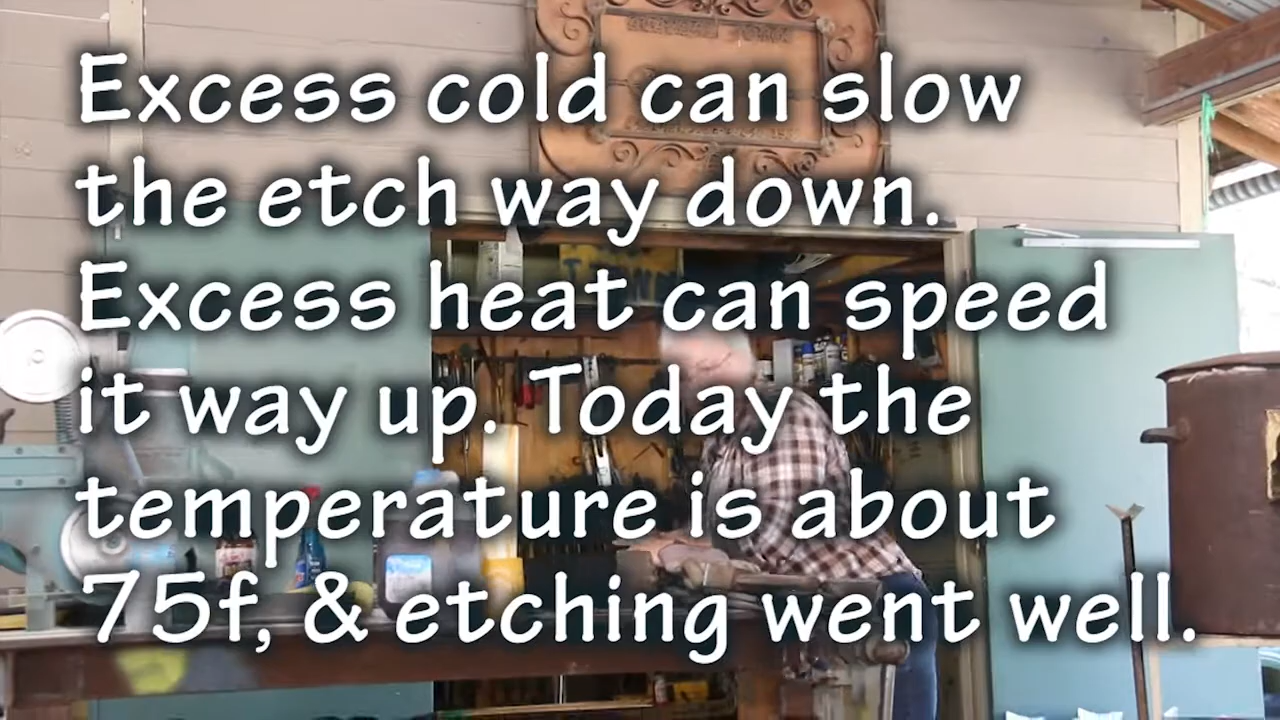 Excess cold can slow
the etch way down.
Excess heat can speed
it way up. Today the
temperature is about
75f, & etching went well.